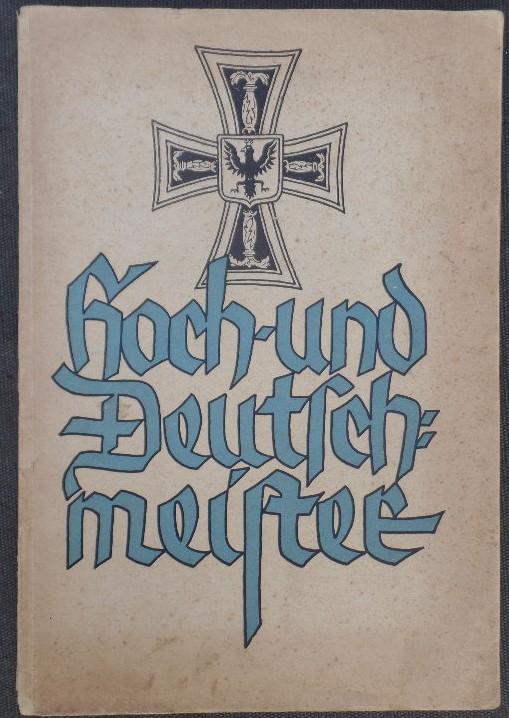 Hoch- und
Deutsch-
meister